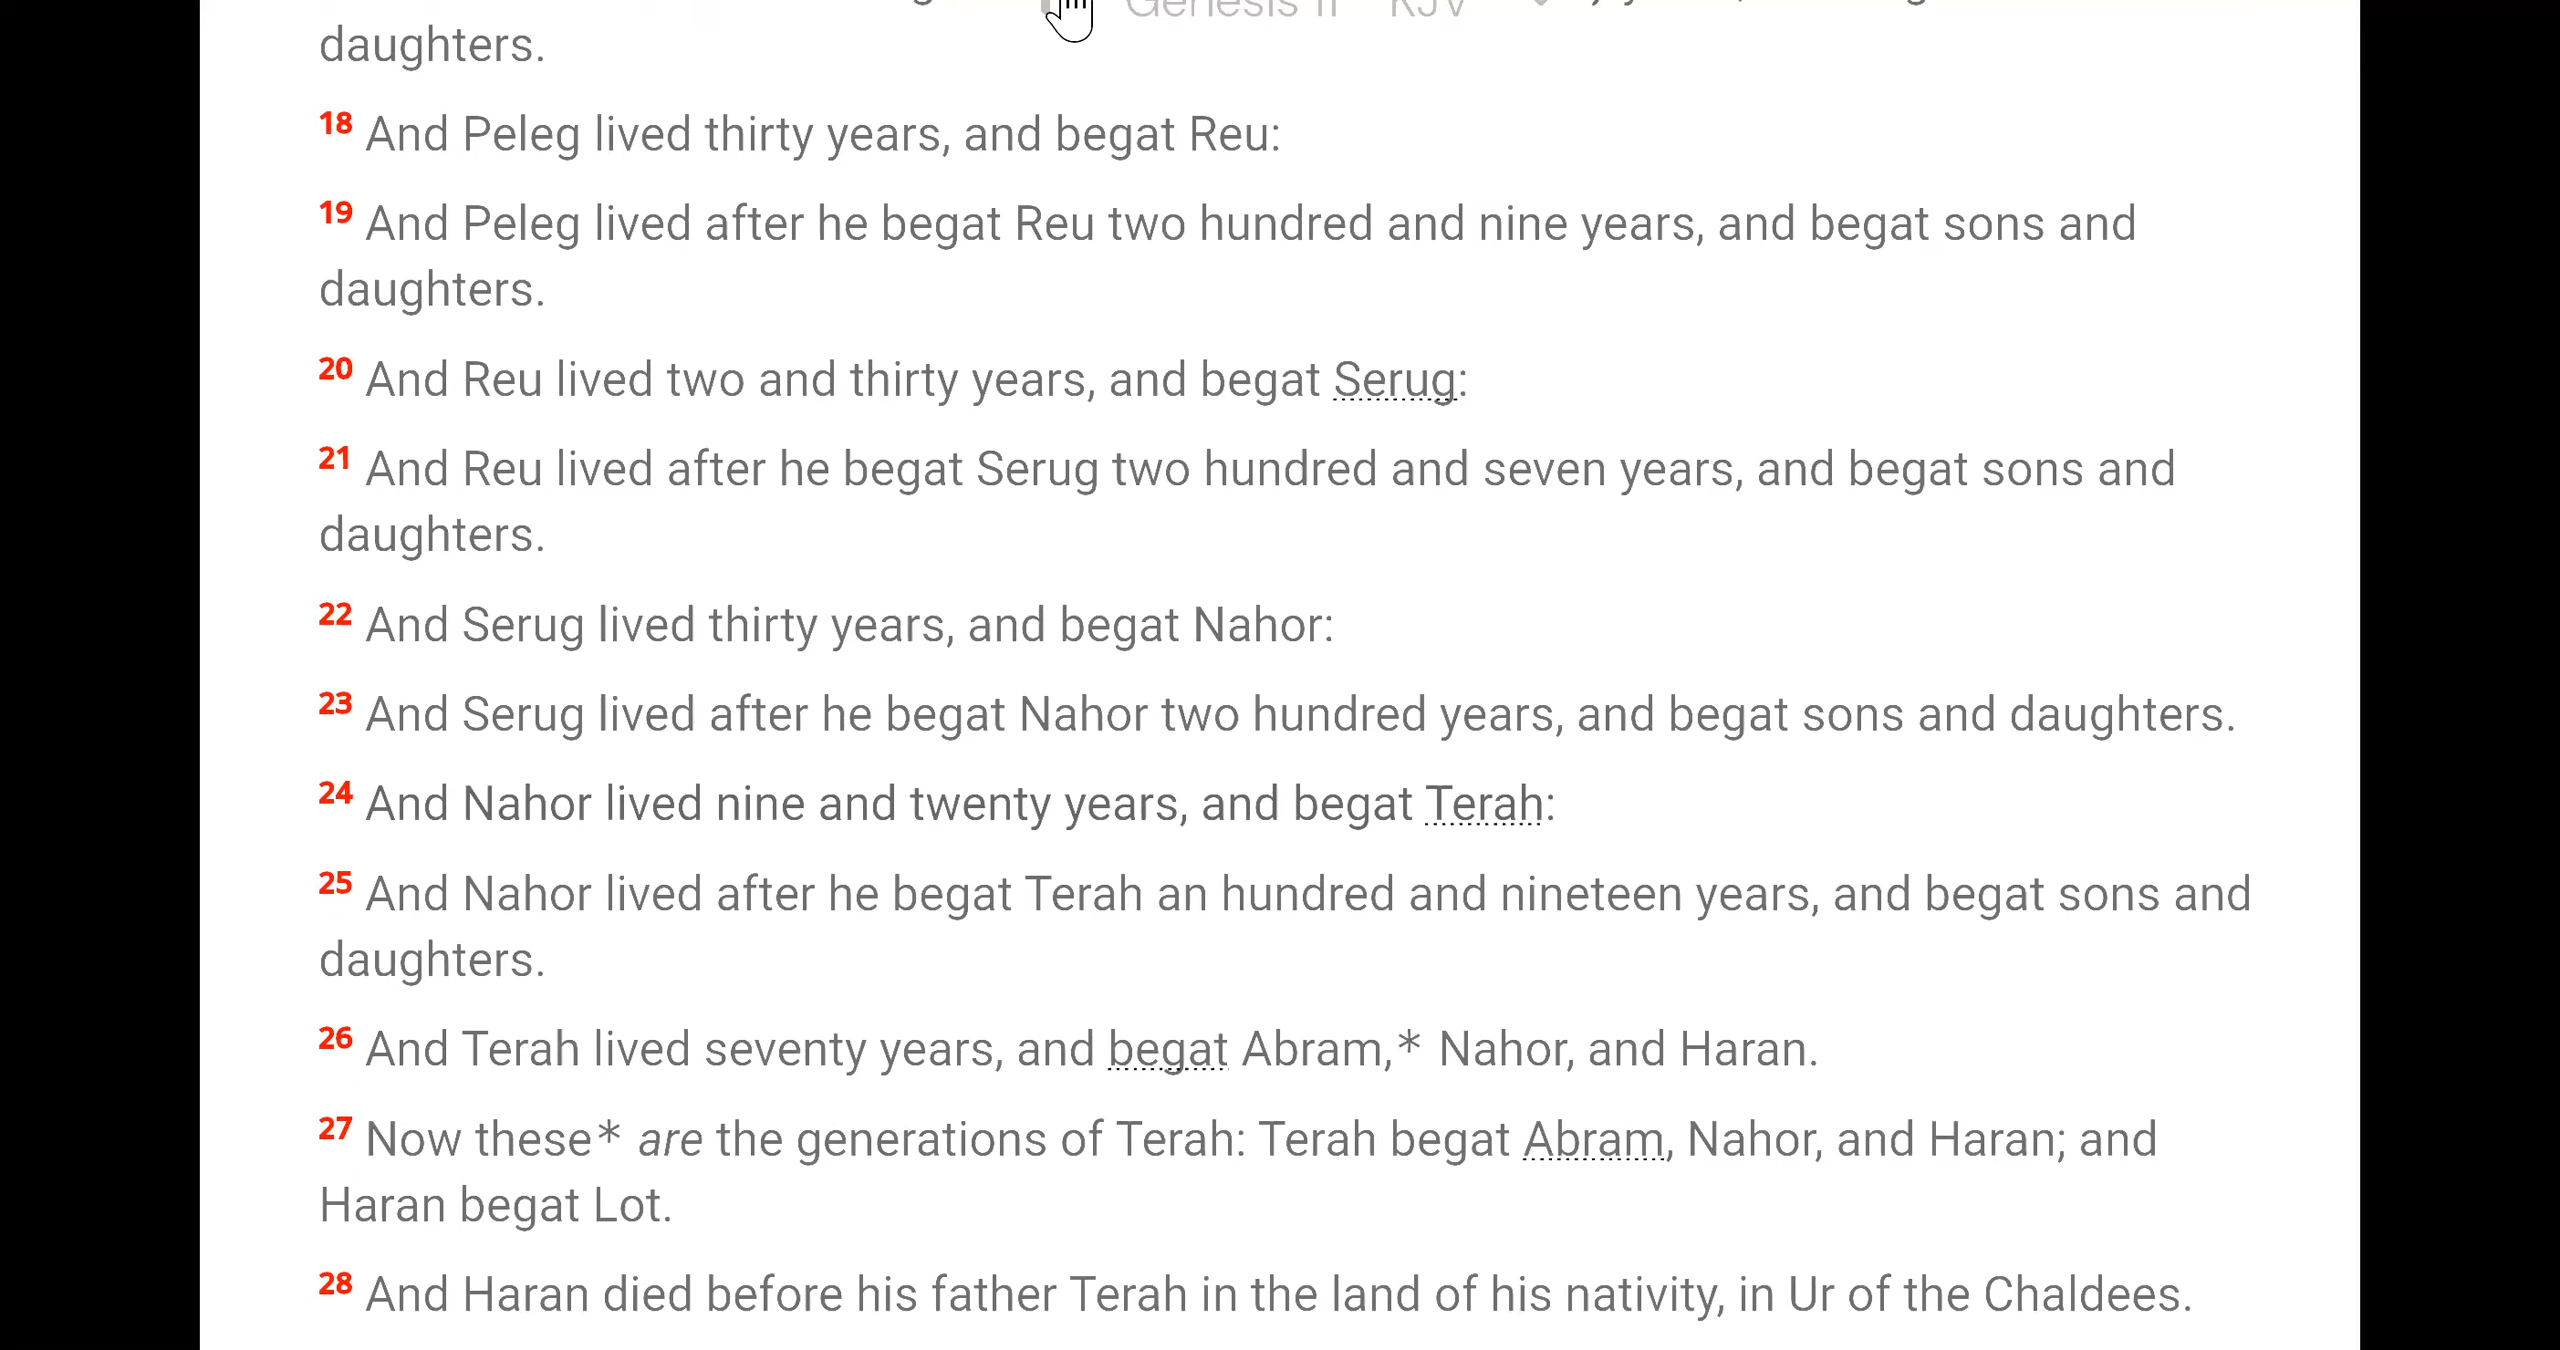 Genesis 11 KJV
daughters.
18 And Peleg lived thirty years, and begat Reu:
19 And Peleg lived after he begat Reu two hundred and nine years, and begat sons and
daughters.
20 And Reu lived two and thirty years, and begat Serug:
21 And Reu lived after he begat Serug two hundred and seven years, and begat sons and
daughters.
22 And Serug lived thirty years, and begat Nahor:
23 And Serug lived after he begat Nahor two hundred years, and begat sons and daughters.
24 And Nahor lived nine and twenty years, and begat Terah:
25 And Nahor lived after he begat Terah an hundred and nineteen years, and begat sons and
daughters.
26 And Terah lived seventy years, and begat Abram,* Nahor, and Haran.
27 Now these* are the generations of Terah: Terah begat Abram, Nahor, and Haran; and
Haran begat Lot.
28 And Haran died before his father Terah in the land of his nativity, in Ur of the Chaldees.